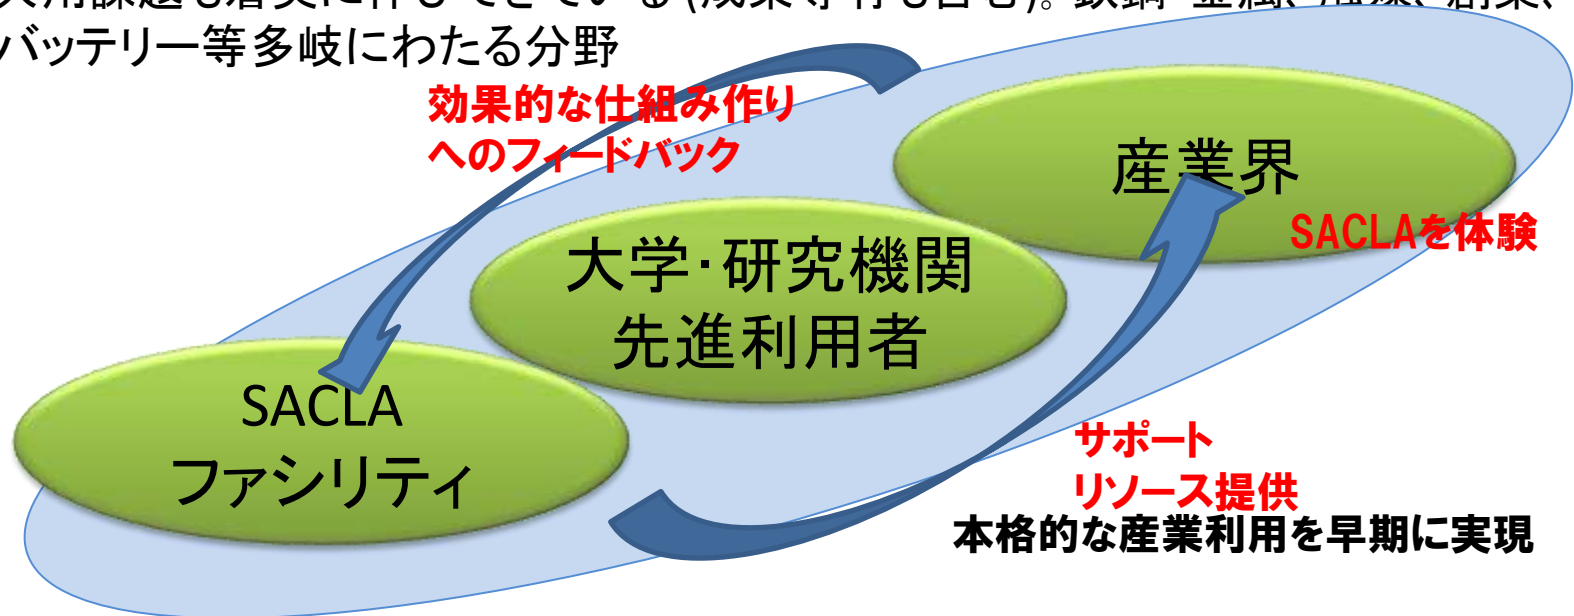 バッテリー等多岐にわたる分野
効果的な仕組み作り
へのフィードバック
産業界
SACLAを体験
大学・研究機関
先進利用者
SACLA
ファシリティ
サポート
リソース提供
本格的な産業利用を早期に実現